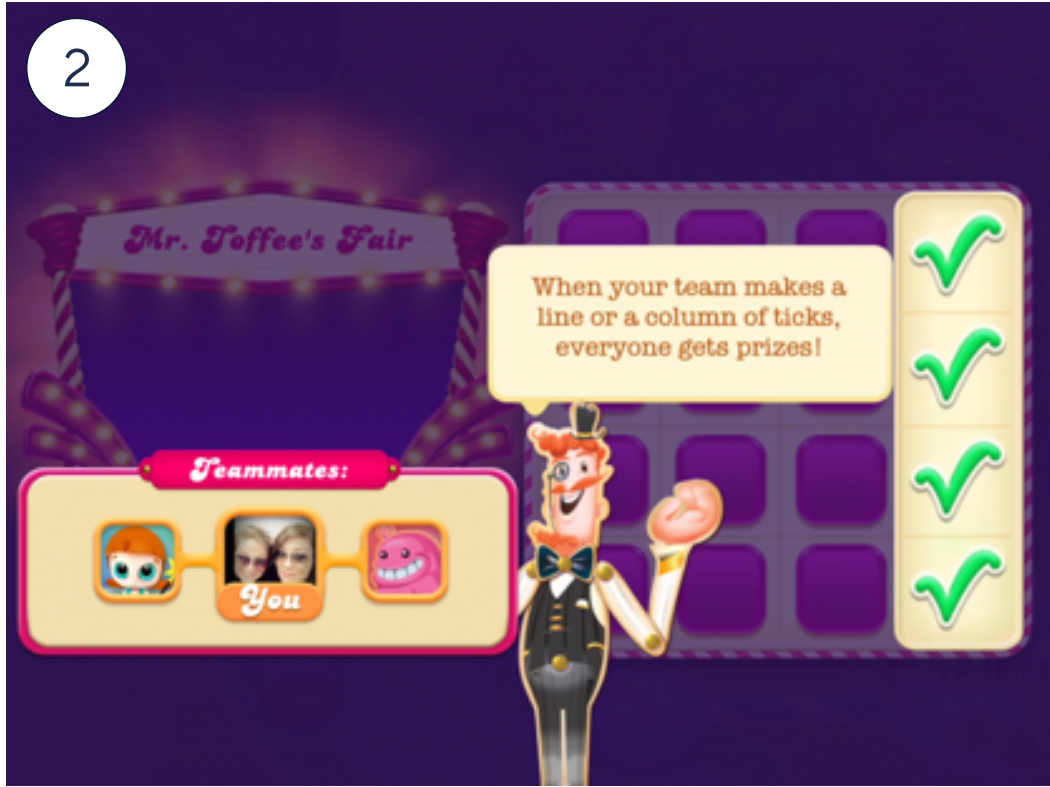 2
Mr. Toffee's Fair
When your team makes a
line or a column of ticks,
everyone gets prizes!
Teammates:
You